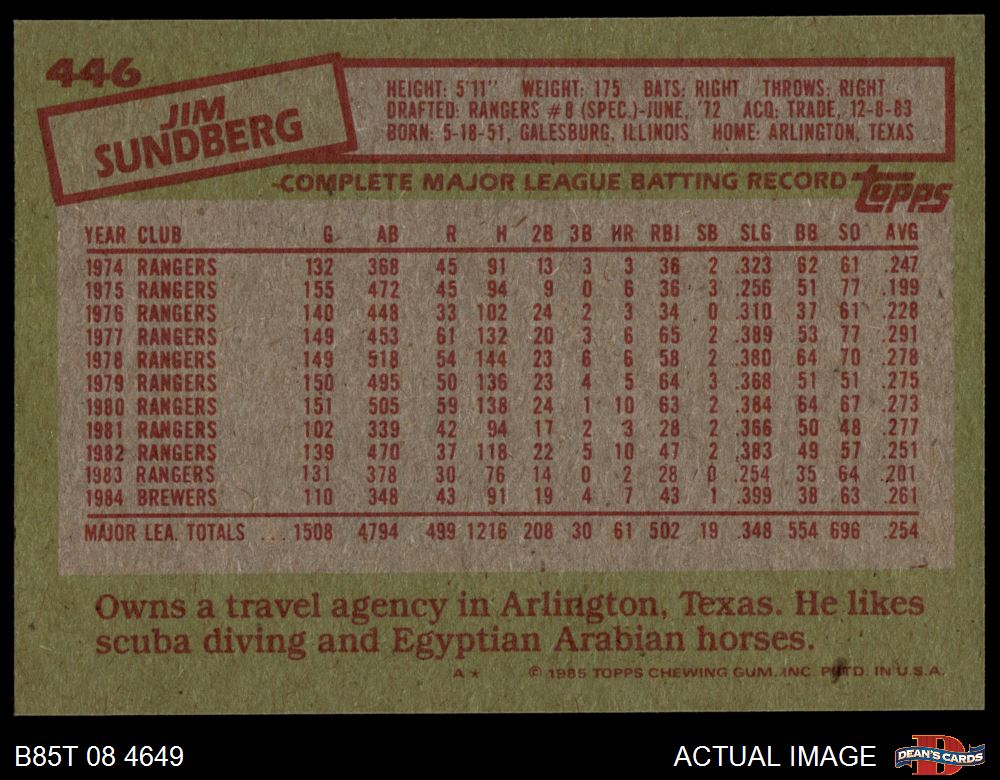 446
JIM
SUNDBERG
HEIGHT: 5'11" WEIGHT: 175 BATS: RIGHT THROWS: RIGHT
DRAFTED: RANGERS #8 (SPEC.)-JUNE, '72 ACQ: TRADE, 12-8-83
BORN: 5-18-51, GALESBURG, ILLINOIS HOME: ARLINGTON, TEXAS
COMPLETE MAJOR LEAGUE BATTING RECORD topps
YEAR CLUB G AB R H 2B 3B HR RBI SB SLG BB SO AVG
1974 RANGERS 132 368 45 91 13 3 3 36 2 .323 62 61 .247
1975 RANGERS 155 472 45 94 9 0 6 36 3 .256 51 77 .199
1976 RANGERS 140 448 33 102 24 2 3 34 0 .310 37 61 .228
1977 RANGERS 149 453 61 132 20 3 6 65 2 .389 53 77 .291
1978 RANGERS 149 518 54 144 23 6 6 58 2 .380 64 70 .278
1979 RANGERS 150 495 50 136 23 4 5 64 3 .368 51 51 .275
1980 RANGERS 151 505 59 138 24 1 10 63 2 .384 64 67 .273
1981 RANGERS 102 339 42 94 17 2 3 28 2 .366 50 48 .277
1982 RANGERS 139 470 37 118 22 5 10 47 2 .383 49 57 .251
1983 RANGERS 131 378 30 76 14 0 2 28 0 .254 35 64 .201
1984 BREWERS 110 348 43 91 19 4 7 43 1 .399 38 63 .261
MAJOR LEA. TOTALS ... 1508 4794 499 1216 208 30 61 502 19 .348 554 696 .254
Owns a travel agency in Arlington, Texas. He likes
scuba diving and Egyptian Arabian horses.
A* © 1985 TOPPS CHEWING GUM, INC. PRTD. IN U.S.A.
B85T 08 4649 ACTUAL IMAGE D DEAN'S CARDS